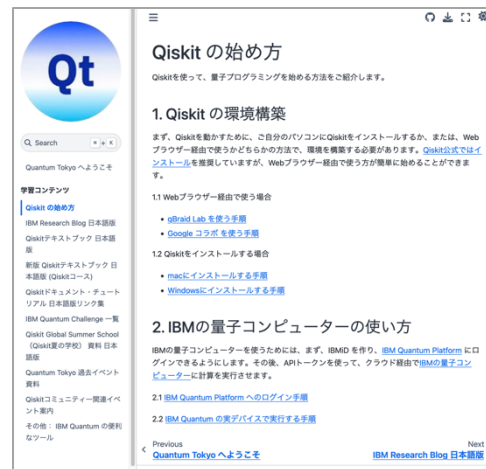 Qt
Search
⌘ + K
Quantum Tokyo へようこそ
学習コンテンツ
Qiskit の始め方
IBM Research Blog 日本語版
Qiskitテキストブック 日本語
版
新版 Qiskitテキストブック 日
本語版 (Qiskitコース)
Qiskitドキュメント・チュート
リアル 日本語版リンク集
IBM Quantum Challenge 一覧
Qiskit Global Summer School
（Qiskit夏の学校） 資料 日本
語版
Quantum Tokyo 過去イベント
資料
Qiskitコミュニティー関連イベ
ント案内
その他： IBM Quantum の便利
なツール
Qiskit の始め方
Qiskitを使って、量子プログラミングを始める方法をご紹介します。
1. Qiskit の環境構築
まず、Qiskitを動かすために、ご自分のパソコンにQiskitをインストールするか、または、Web
ブラウザー経由で使うかどちらかの方法で、環境を構築する必要があります。Qiskit公式ではイ
ンストールを推奨していますが、Webブラウザー経由で使う方が簡単に始めることができま
す。
1.1 Webブラウザー経由で使う場合
• qBraid Lab を使う手順
• Google コラボ を使う手順
1.2 Qiskitをインストールする場合
• macにインストールする手順
• Windowsにインストールする手順
2. IBMの量子コンピューターの使い方
IBMの量子コンピューターを使うためには、まず、IBMiD を作り、IBM Quantum Platform にロ
グインできるようにします。その後、APIトークンを使って、クラウド経由でIBMの量子コン
ピューターに計算を実行させます。
2.1 IBM Quantum Platform へのログイン手順
2.2 IBM Quantum の実デバイスで実行する手順
Previous
Quantum Tokyo へようこそ
Next
IBM Research Blog 日本語版